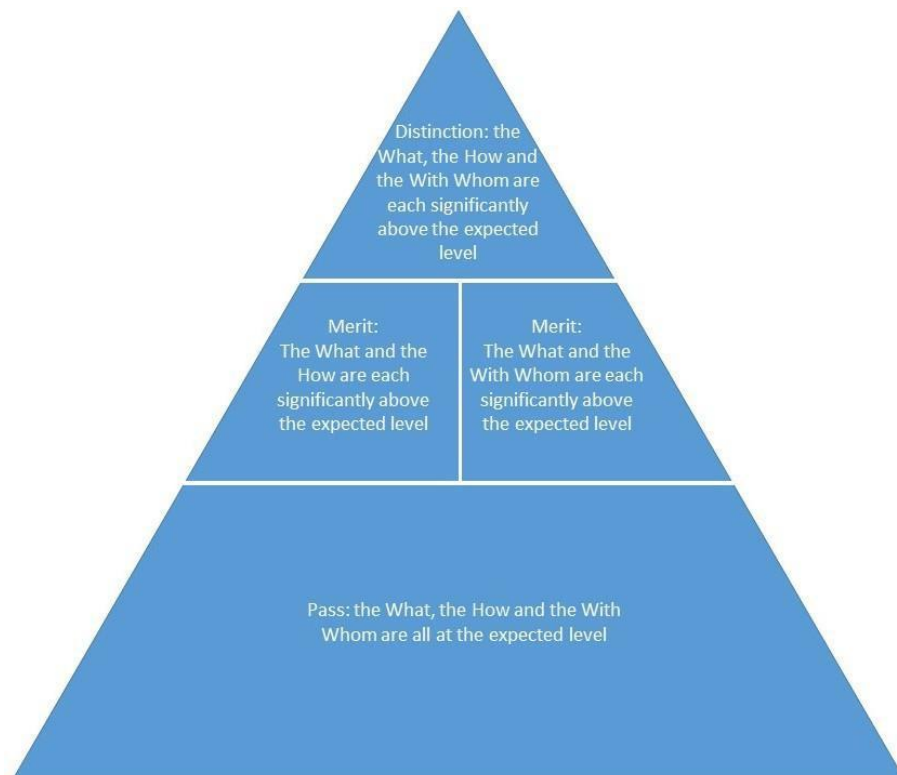 Distinction: the
What, the How and
the With Whom are
each significantly
above the expected
level
Merit:
The What and the
How are each
significantly above
the expected level
Merit:
The What and the
With Whom are each
significantly above
the expected level
Pass: the What, the How and the With
Whom are all at the expected level